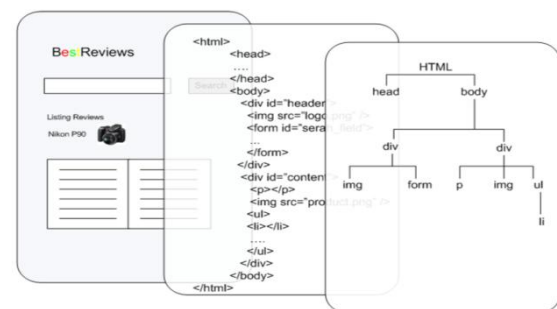 BestReviews
Search
Listing Reviews
Nikon P90
<html>
<head>
....
</head>
<body>
<div id="header">
<img src="logo.png" />
<form id="serah_field">
...
</form>
</div>
<div id="content">
<p></p>
<img src="product.png" />
<ul>
<li></li>
....
</ul>
</div>
</body>
</html>
HTML
head body
div div
img form p img ul
li